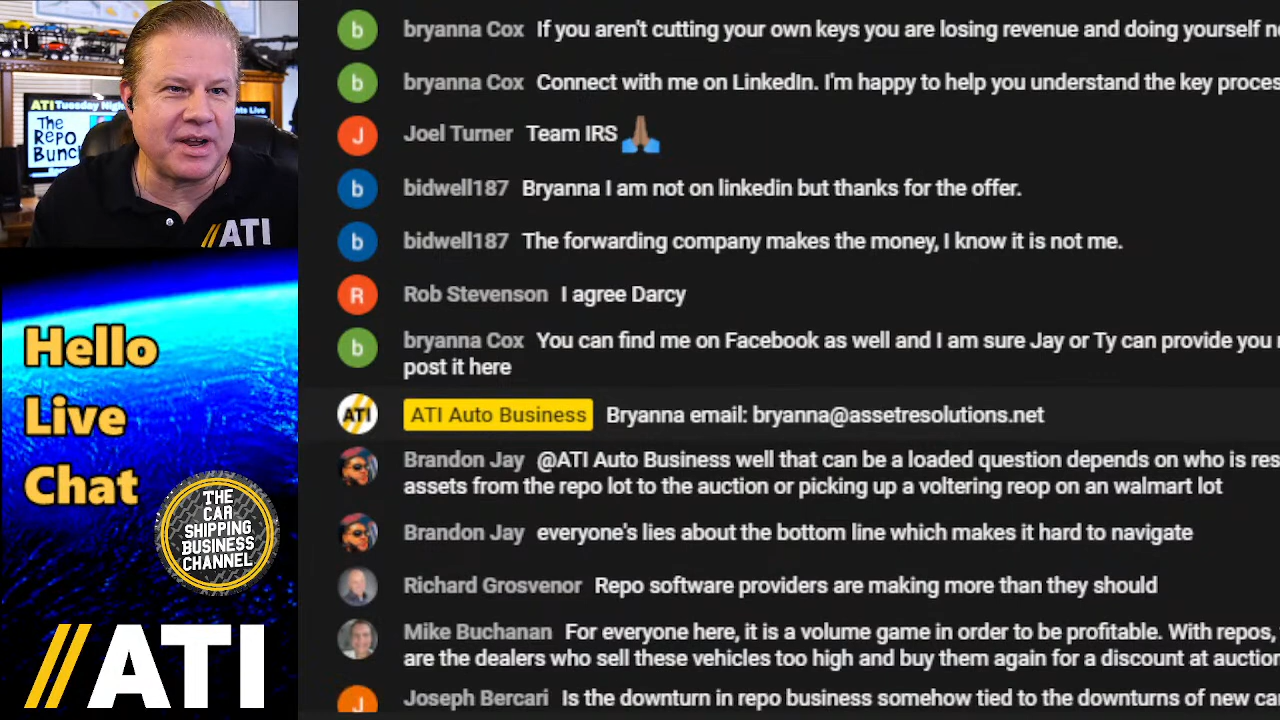 ATI Tuesday Nigh
ts Live
The
Repo
Bunch
//ATI
Hello
Live
Chat
THE
CAR
SHIPPING
BUSINESS
CHANNEL
//ATI
b bryanna Cox If you aren't cutting your own keys you are losing revenue and doing yourself n
b bryanna Cox Connect with me on LinkedIn. I'm happy to help you understand the key proces
J Joel Turner Team IRS 🙏🏽
b bidwell187 Bryanna I am not on linkedin but thanks for the offer.
b bidwell187 The forwarding company makes the money, I know it is not me.
R Rob Stevenson I agree Darcy
b bryanna Cox You can find me on Facebook as well and I am sure Jay or Ty can provide you
post it here
ATI ATI Auto Business Bryanna email: bryanna@assetresolutions.net
Brandon Jay @ATI Auto Business well that can be a loaded question depends on who is res
assets from the repo lot to the auction or picking up a voltering reop on an walmart lot
Brandon Jay everyone's lies about the bottom line which makes it hard to navigate
Richard Grosvenor Repo software providers are making more than they should
Mike Buchanan For everyone here, it is a volume game in order to be profitable. With repos,
are the dealers who sell these vehicles too high and buy them again for a discount at auction
J Joseph Bercari Is the downturn in repo business somehow tied to the downturns of new ca